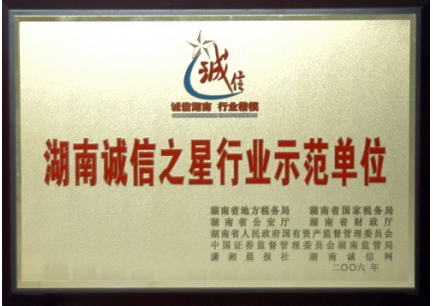 诚信
诚信湖南 行业楷模
湖南诚信之星行业示范单位
湖南省地方税务局 湖南省国家税务局
湖南省公安厅 湖南省财政厅
湖南省人民政府国有资产监督管理委员会
中国证券监督管理委员会湖南监管局
潇湘晨报社 湖南诚信网
二〇〇六年